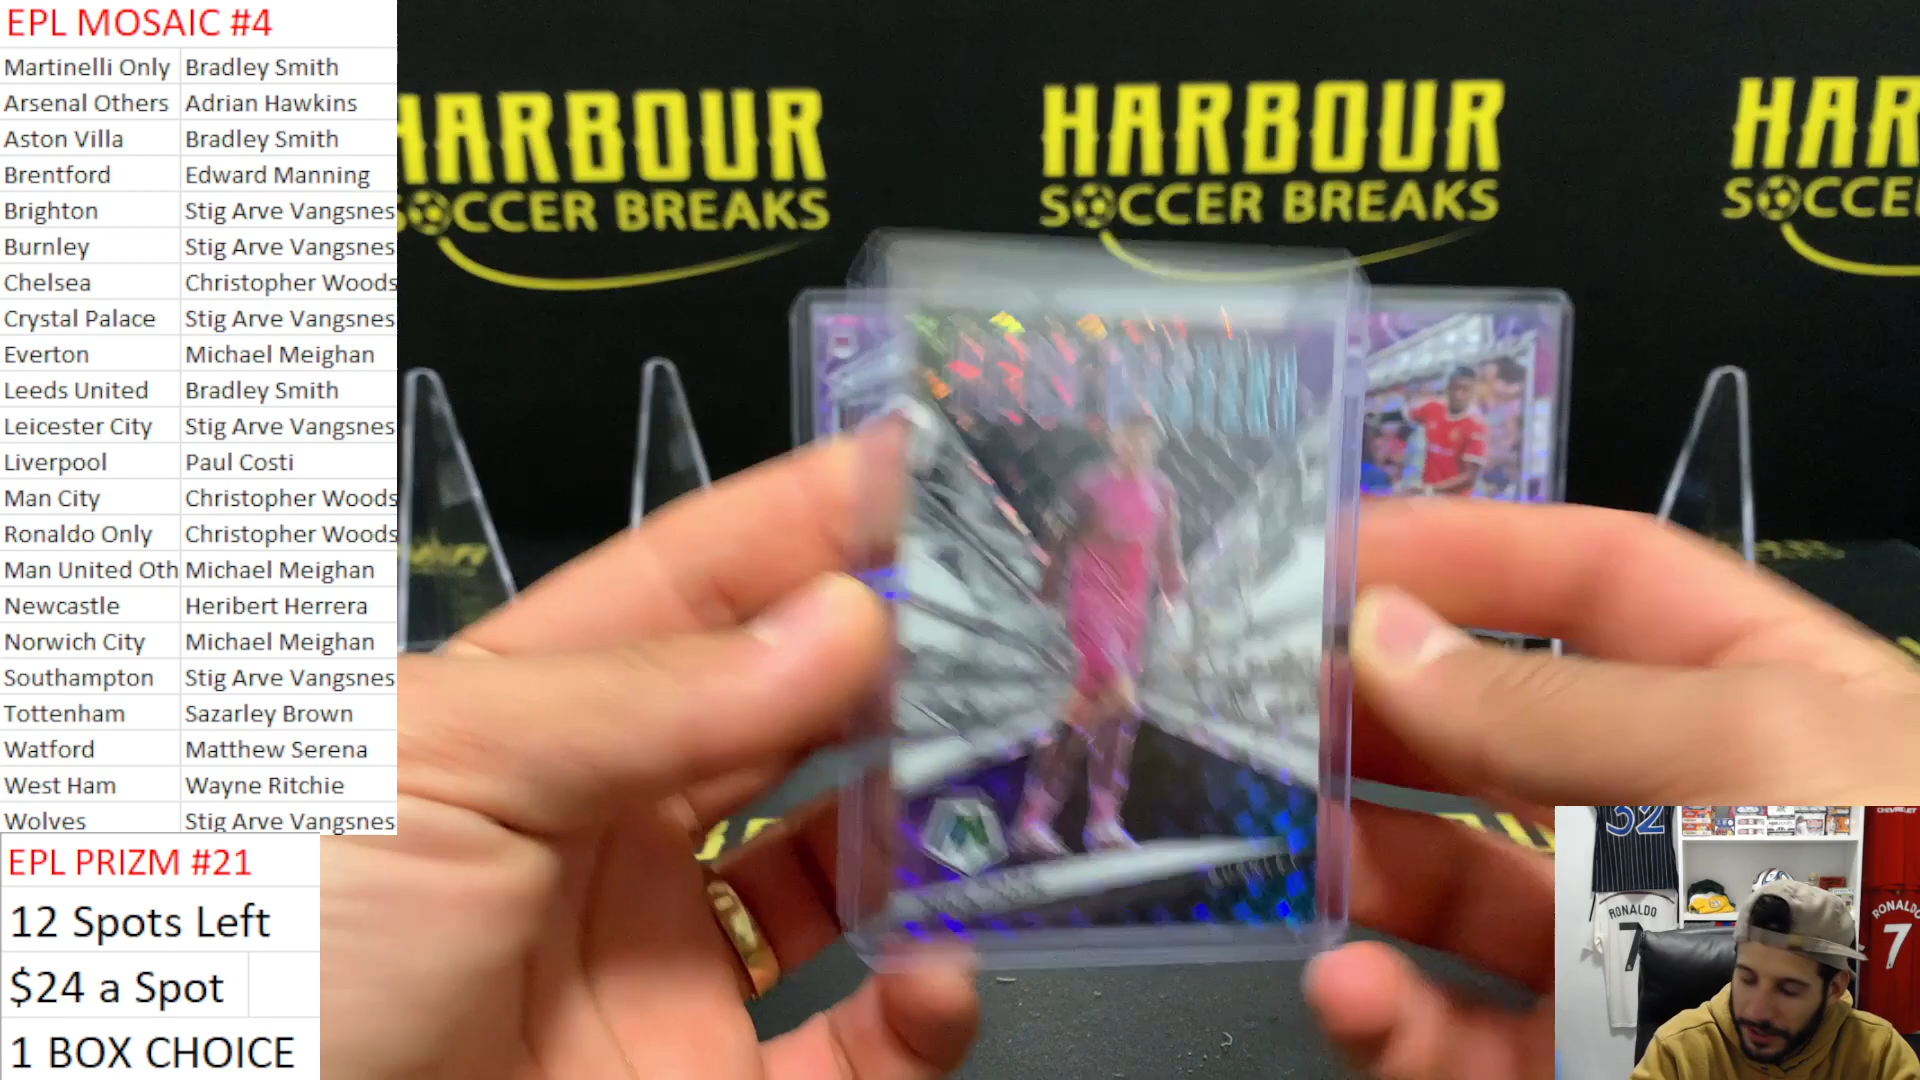 EPL MOSAIC #4
Martinelli Only Bradley Smith
Arsenal Others Adrian Hawkins
Aston Villa Bradley Smith
Brentford Edward Manning
Brighton Stig Arve Vangsnes
Burnley Stig Arve Vangsnes
Chelsea Christopher Woods
Crystal Palace Stig Arve Vangsnes
Everton Michael Meighan
Leeds United Bradley Smith
Leicester City Stig Arve Vangsnes
Liverpool Paul Costi
Man City Christopher Woods
Ronaldo Only Christopher Woods
Man United Oth Michael Meighan
Newcastle Heribert Herrera
Norwich City Michael Meighan
Southampton Stig Arve Vangsnes
Tottenham Sazarley Brown
Watford Matthew Serena
West Ham Wayne Ritchie
Wolves Stig Arve Vangsnes
EPL PRIZM #21
12 Spots Left
$24 a Spot
1 BOX CHOICE
HARBOUR
SOCCER BREAKS
HARBOUR
SOCCER BREAKS
HAR
SOCCE
32
RONALDO
7
CHEVROLET
RONALDO
7